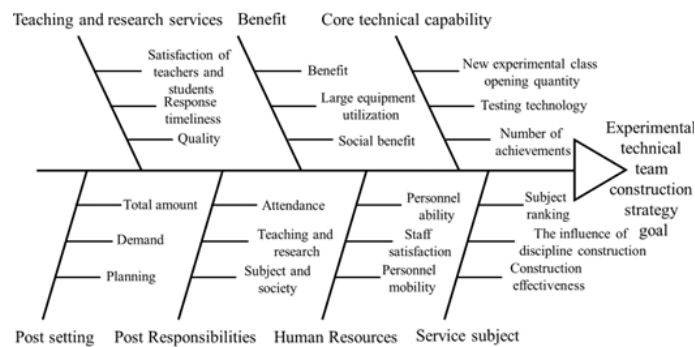 Teaching and research services
Benefit
Core technical capability
Satisfaction of
teachers and
students
Response
timeliness
Quality
Benefit
Large equipment
utilization
Social benefit
New experimental class
opening quantity
Testing technology
Number of
achievements
Experimental
technical
team
construction
strategy
goal
Total amount
Demand
Planning
Attendance
Teaching and
research
Subject and
society
Personnel
ability
Staff
satisfaction
Personnel
mobility
Subject
ranking
The influence of
discipline construction
Construction
effectiveness
Post setting
Post Responsibilities
Human Resources
Service subject